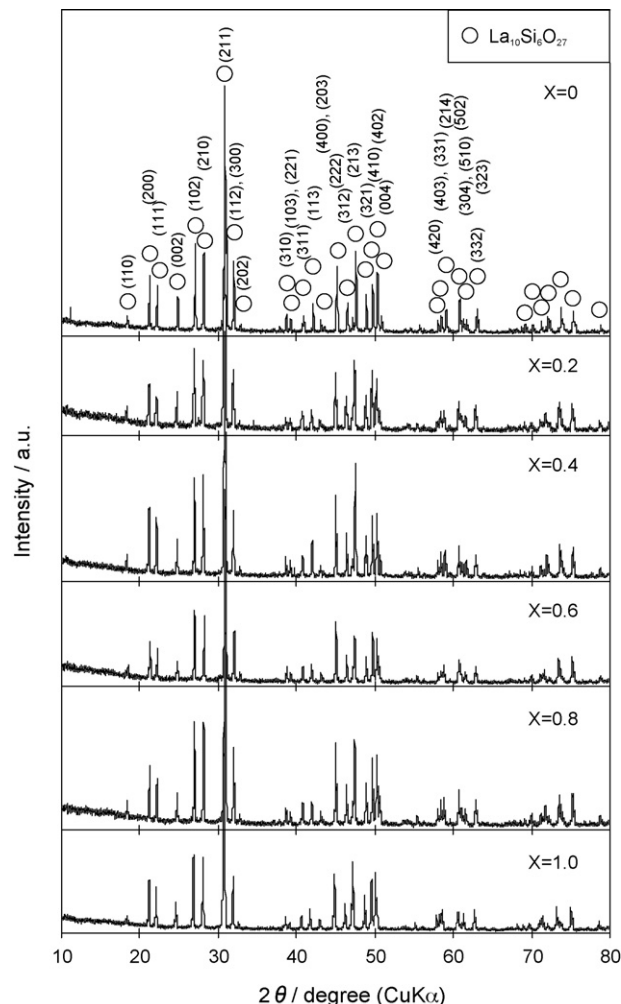 La₁₀Si₆O₂₇
X=0
(110)
(200)
(111)
(002)
(102)
(210)
(211)
(112), (300)
(202)
(310)
(103), (221)
(311)
(113)
(400), (203)
(222)
(312)
(213)
(321)
(410)
(402)
(004)
(420)
(403), (331)
(214)
(502)
(304), (510)
(323)
(332)
X=0.2
X=0.4
X=0.6
X=0.8
X=1.0
Intensity / a.u.
10 20 30 40 50 60 70 80
2θ / degree (CuKα)